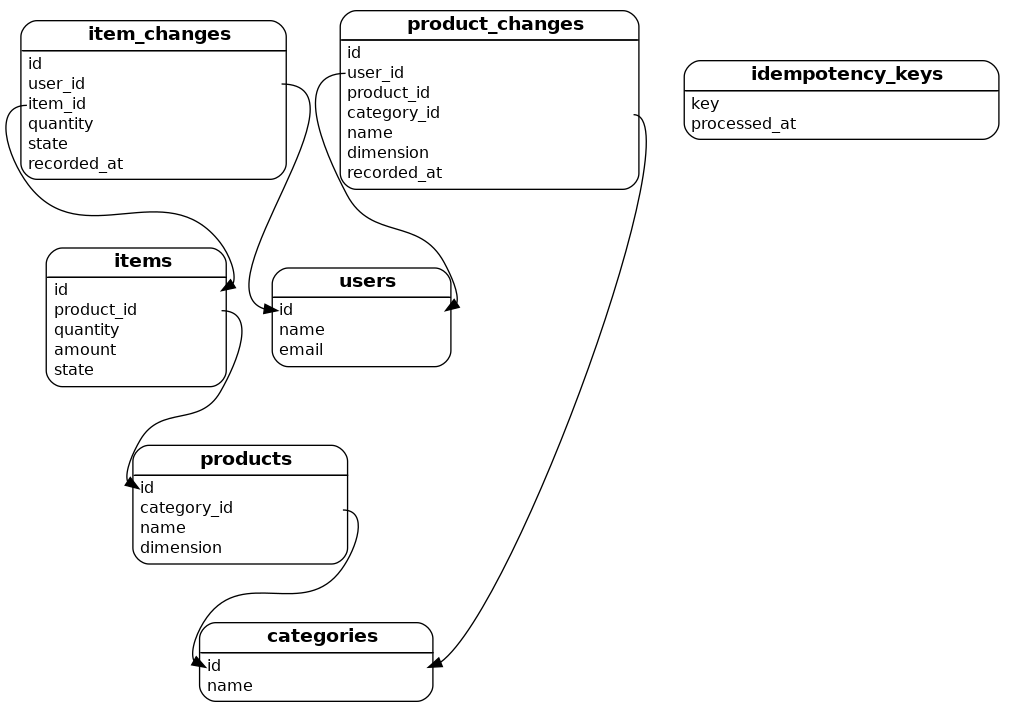 item_changes
id
user_id
item_id
quantity
state
recorded_at
product_changes
id
user_id
product_id
category_id
name
dimension
recorded_at
idempotency_keys
key
processed_at
items
id
product_id
quantity
amount
state
users
id
name
email
products
id
category_id
name
dimension
categories
id
name